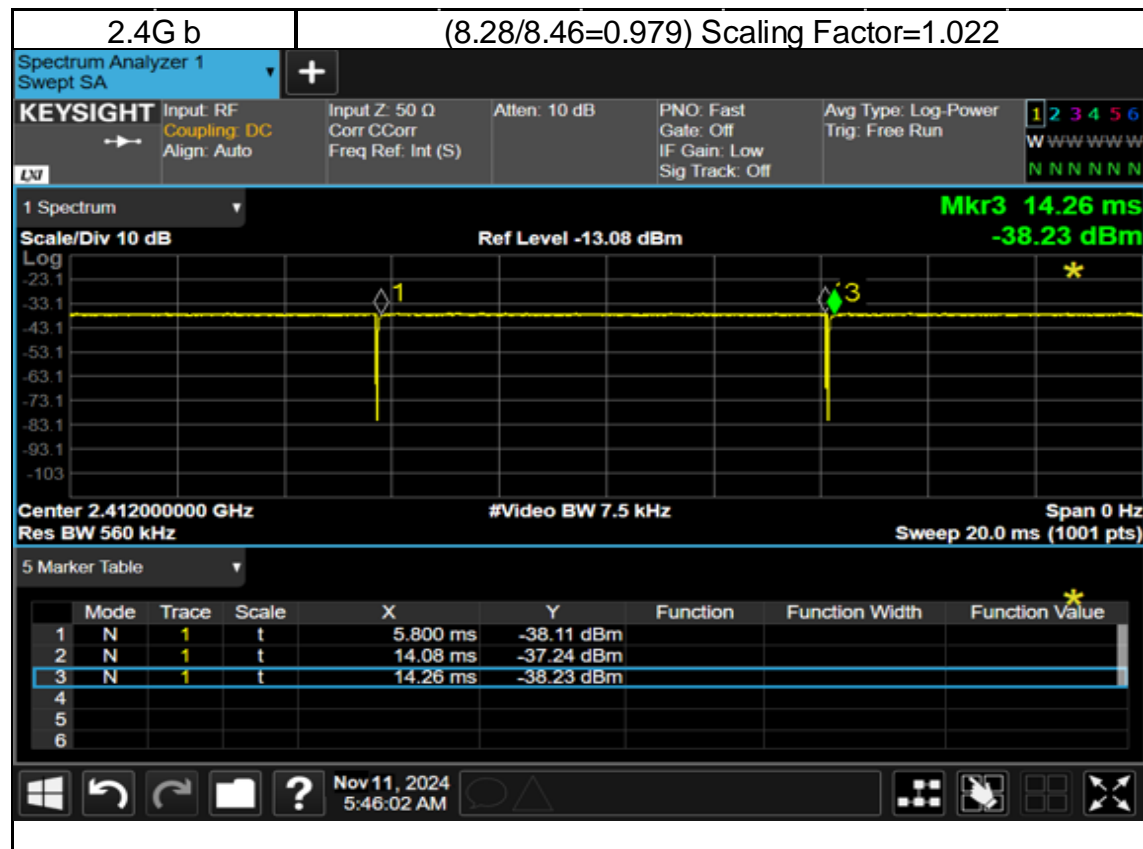 2.4G b (8.28/8.46=0.979) Scaling Factor=1.022
Spectrum Analyzer 1
Swept SA
KEYSIGHT Input: RF Input Z: 50 Ω Atten: 10 dB PNO: Fast Avg Type: Log-Power 1 2 3 4 5 6
Coupling: DC Corr CCorr Gate: Off Trig: Free Run W W W W W W
Align: Auto Freq Ref: Int (S) IF Gain: Low
LXI Sig Track: Off N N N N N N
1 Spectrum Mkr3 14.26 ms
Scale/Div 10 dB Ref Level -13.08 dBm -38.23 dBm
Log
-23.1
1 3
-33.1
-43.1
-53.1
-63.1
-73.1
-83.1
-93.1
-103
Center 2.412000000 GHz #Video BW 7.5 kHz Span 0 Hz
Res BW 560 kHz Sweep 20.0 ms (1001 pts)
5 Marker Table
Mode Trace Scale X Y Function Function Width Function Value
1 N 1 t 5.800 ms -38.11 dBm
2 N 1 t 14.08 ms -37.24 dBm
3 N 1 t 14.26 ms -38.23 dBm
4
5
6
? Nov 11, 2024
5:46:02 AM